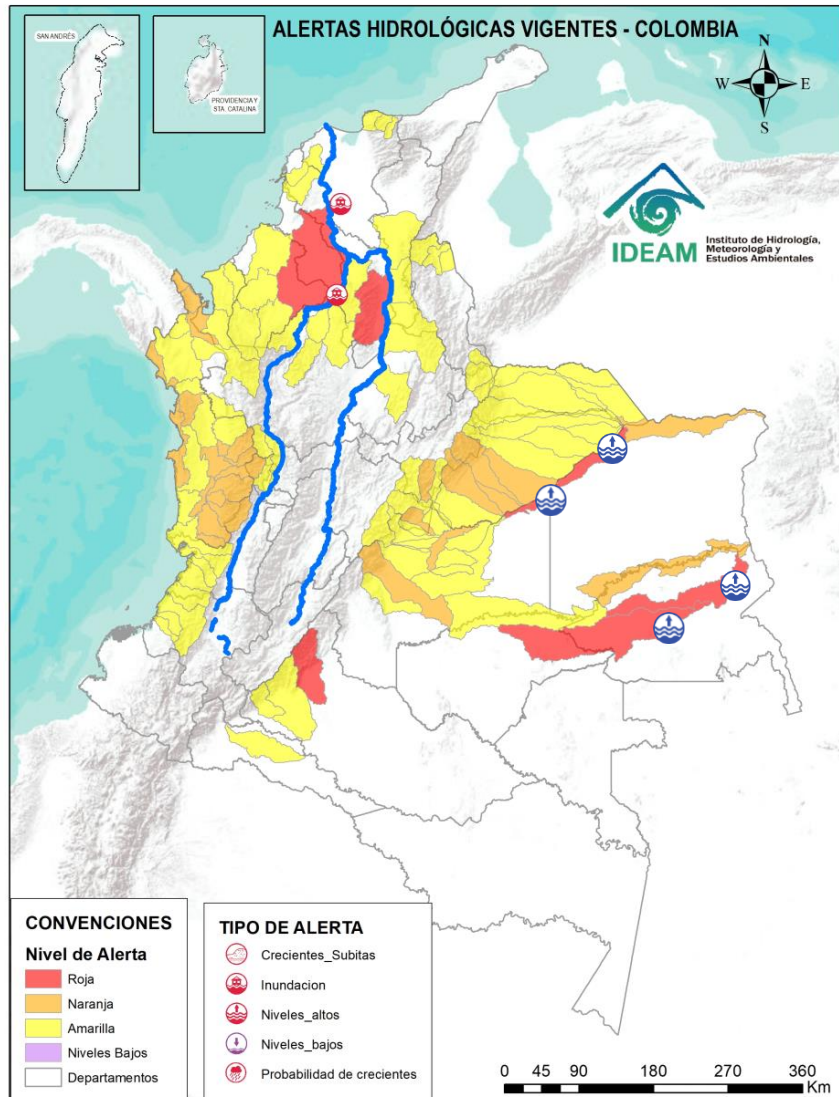 ALERTAS HIDROLÓGICAS VIGENTES - COLOMBIA
SAN ANDRÉS
PROVIDENCIA Y
STA. CATALINA
N
W
E
S
IDEAM
Instituto de Hidrología,
Meteorología y
Estudios Ambientales
CONVENCIONES
Nivel de Alerta
Roja
Naranja
Amarilla
Niveles Bajos
Departamentos
TIPO DE ALERTA
Crecientes_Subitas
Inundacion
Niveles_altos
Niveles_bajos
Probabilidad de crecientes
0 45 90 180 270 360
Km